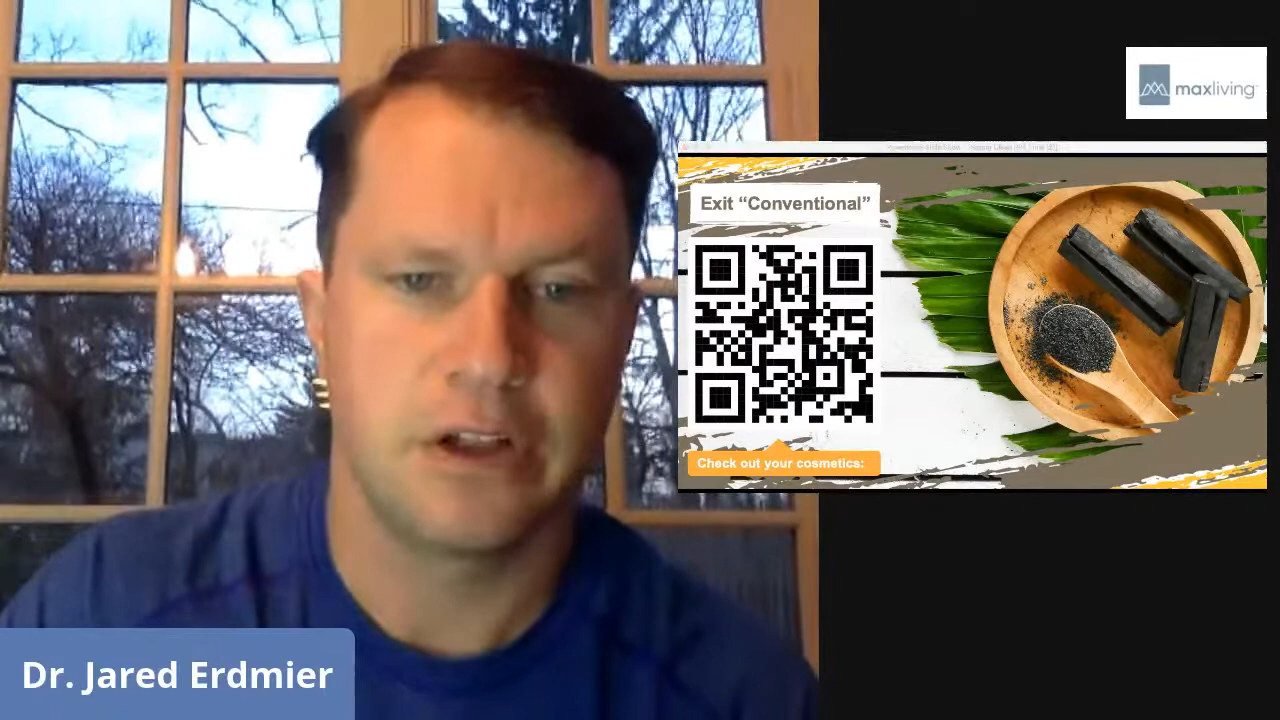 maxliving
Exit “Conventional”
Check out your cosmetics:
Dr. Jared Erdmier